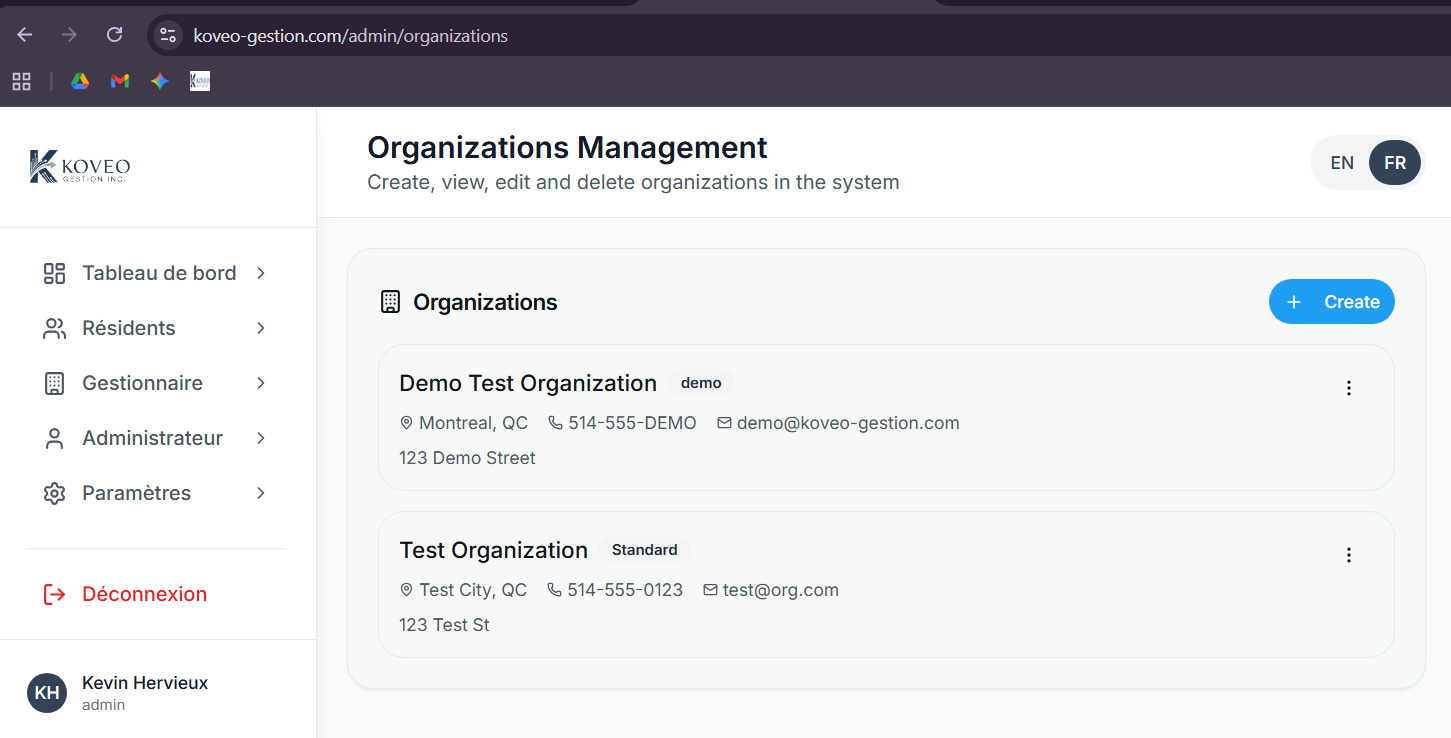 koveo-gestion.com/admin/organizations
KOVEO
GESTION INC.
Organizations Management
Create, view, edit and delete organizations in the system
EN FR
Tableau de bord
Résidents
Gestionnaire
Administrateur
Paramètres
Déconnexion
KH
Kevin Hervieux
admin
Organizations
+ Create
Demo Test Organization demo
Montreal, QC 514-555-DEMO demo@koveo-gestion.com
123 Demo Street
Test Organization Standard
Test City, QC 514-555-0123 test@org.com
123 Test St